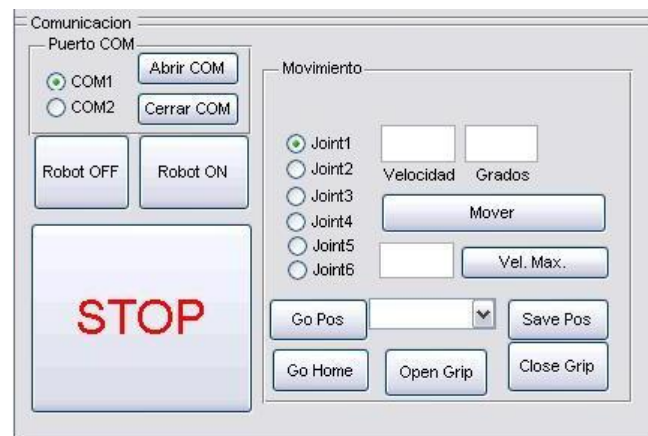 Comunicacion
Puerto COM
COM1
COM2
Abrir COM
Cerrar COM
Robot OFF
Robot ON
STOP
Movimiento
Joint1
Joint2
Joint3
Joint4
Joint5
Joint6
Velocidad
Grados
Mover
Vel. Max.
Go Pos
Save Pos
Go Home
Open Grip
Close Grip